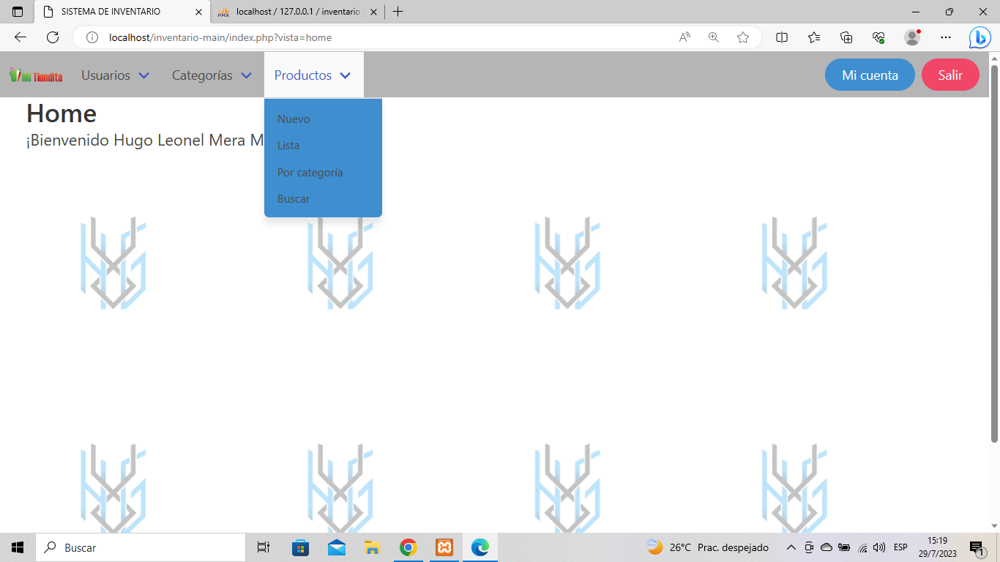 SISTEMA DE INVENTARIO
localhost / 127.0.0.1 / inventario
localhost/inventario-main/index.php?vista=home
Mi Tiendita
Usuarios
Categorías
Productos
Mi cuenta
Salir
Home
¡Bienvenido Hugo Leonel Mera M
Nuevo
Lista
Por categoría
Buscar
Buscar
26°C Prac. despejado
ESP
15:19
29/7/2023
1